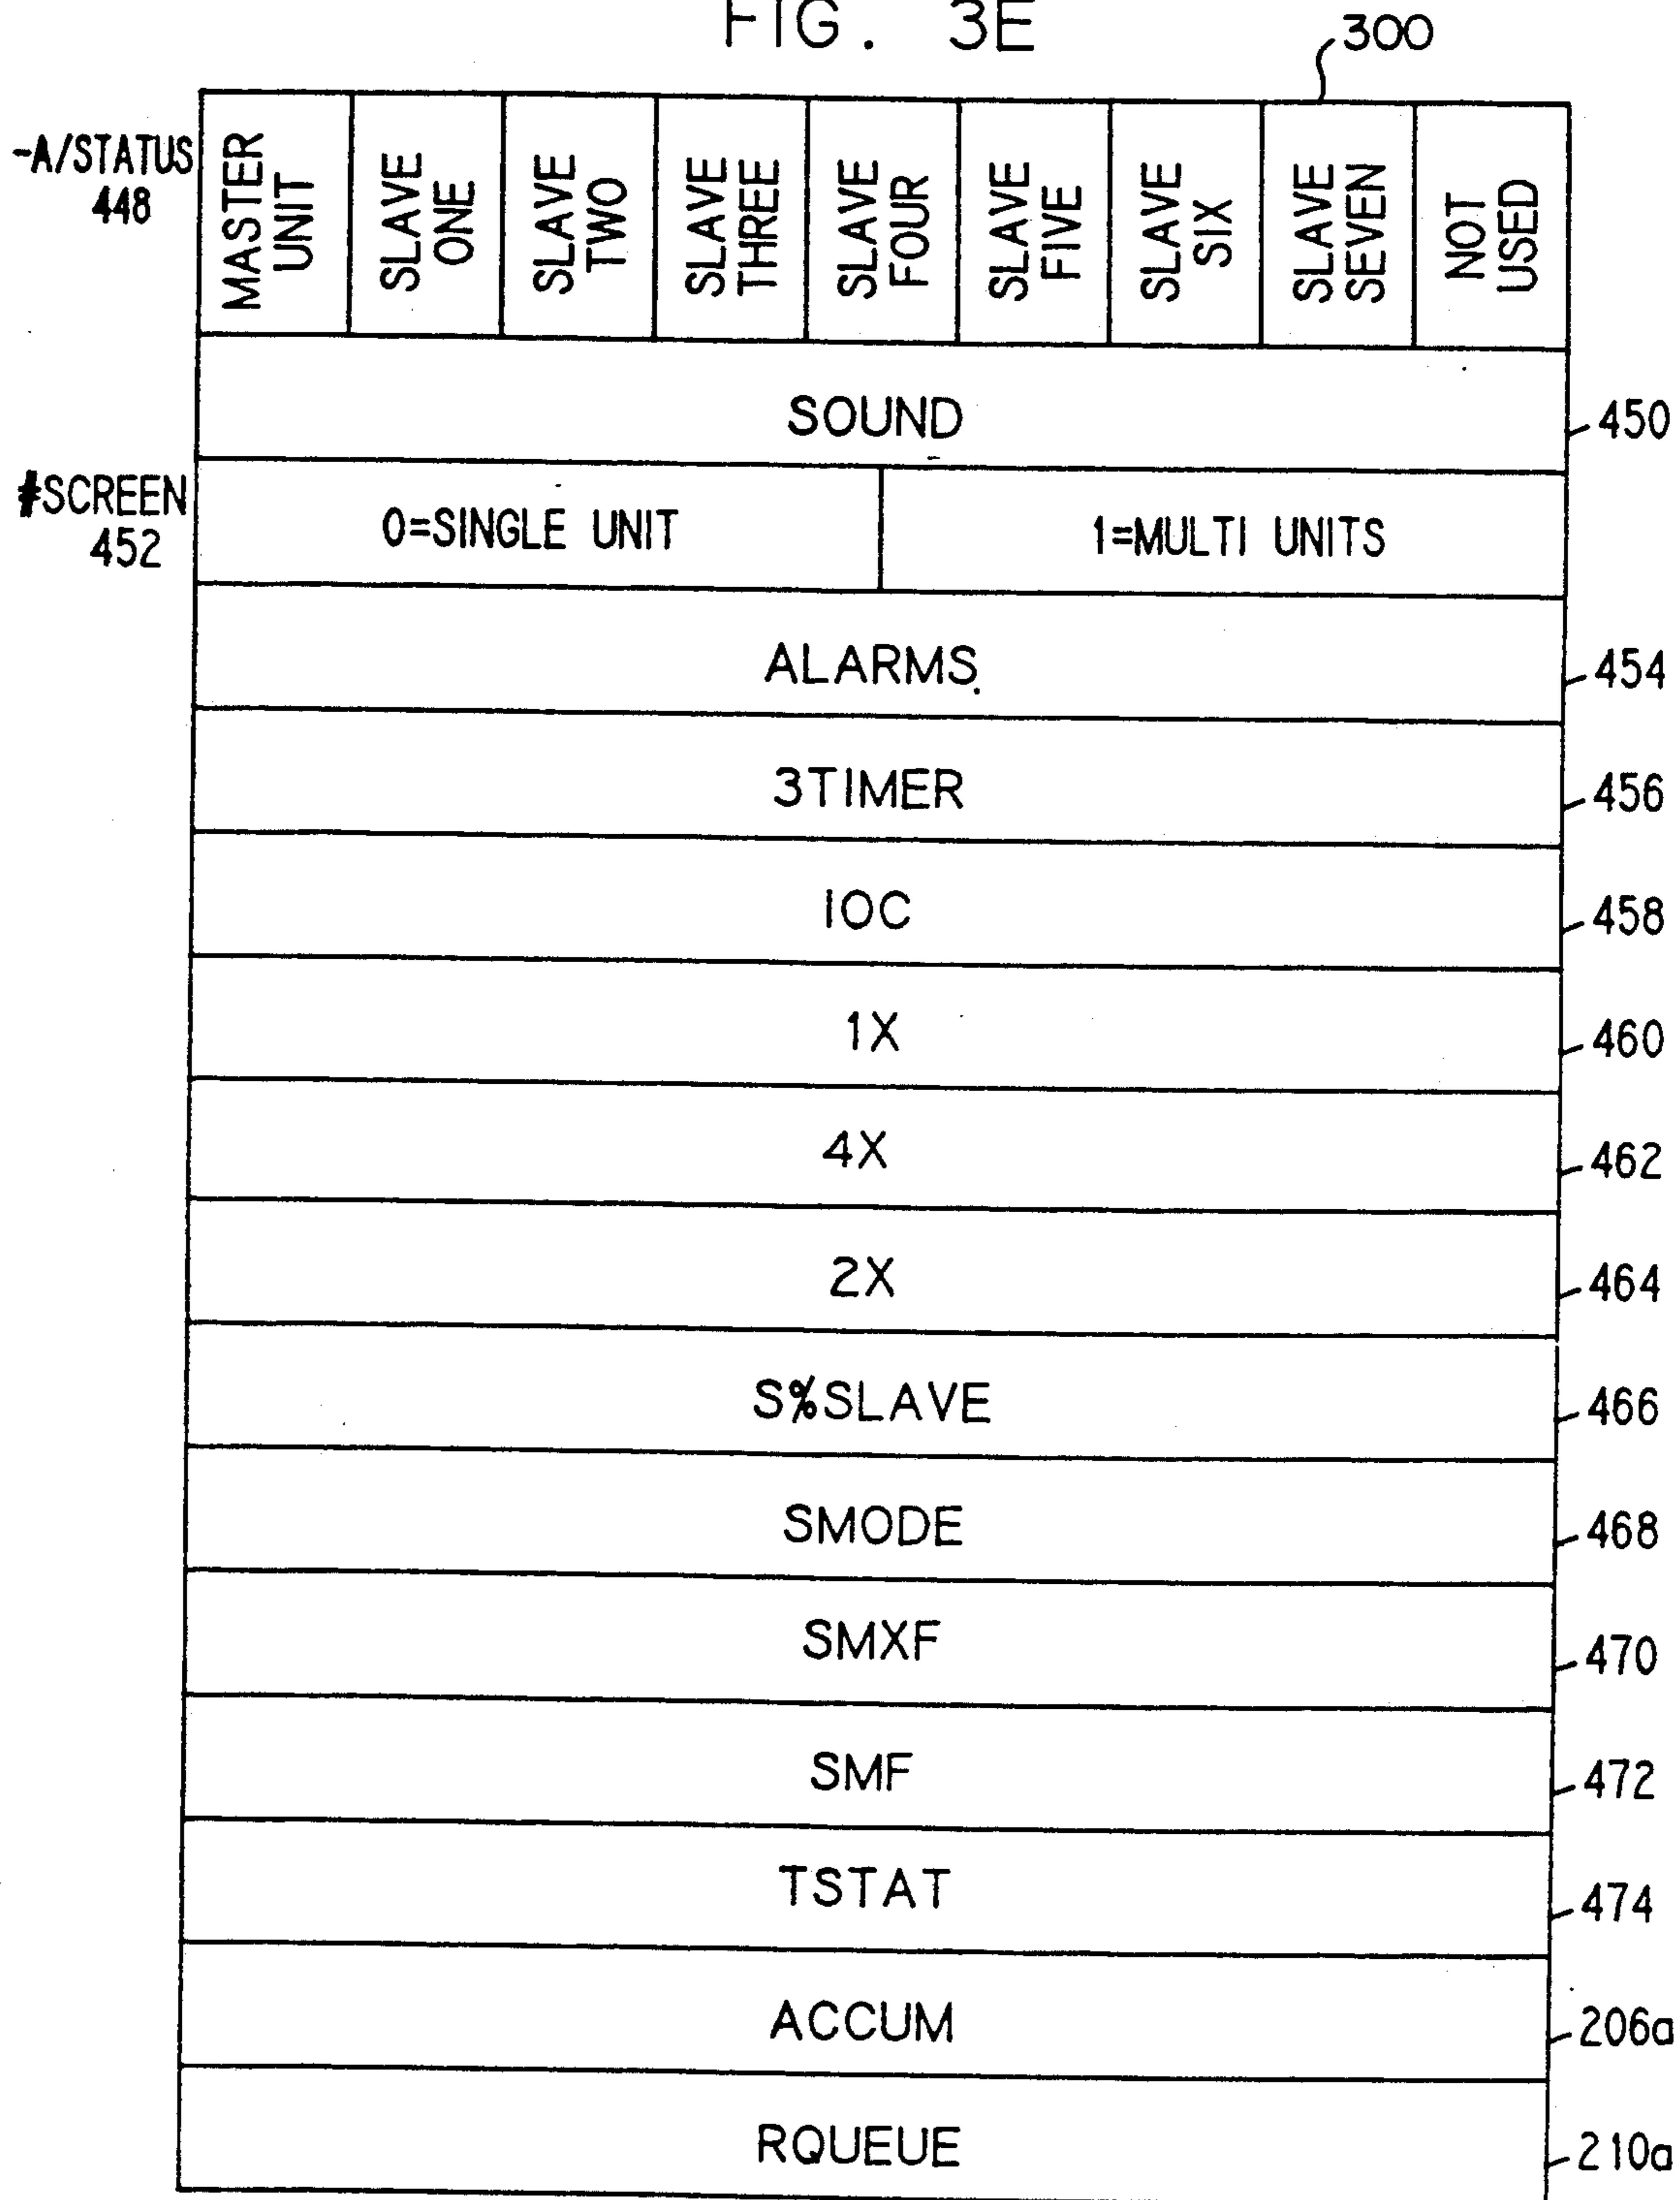 FIG. 3E
300
-A/STATUS
448
MASTER
UNIT
SLAVE
ONE
SLAVE
TWO
SLAVE
THREE
SLAVE
FOUR
SLAVE
FIVE
SLAVE
SIX
SLAVE
SEVEN
NOT
USED
SOUND 450
#SCREEN
452
0=SINGLE UNIT 1=MULTI UNITS
ALARMS 454
3TIMER 456
IOC 458
1X 460
4X 462
2X 464
S%SLAVE 466
SMODE 468
SMXF 470
SMF 472
TSTAT 474
ACCUM 206a
RQUEUE 210a